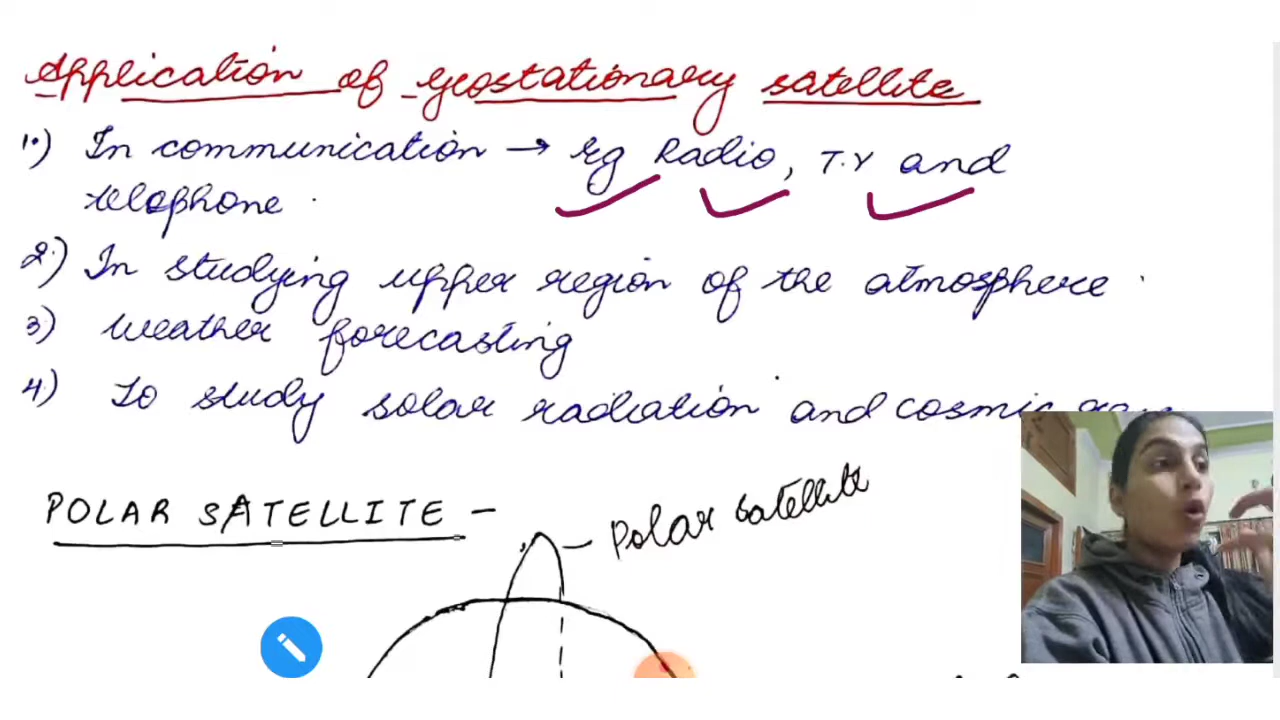 Application of geostationary satellite
1.) In communication → eg Radio, T.V and
telephone
2.) In studying upper region of the atmosphere.
3) weather forecasting
4.) To study solar radiation and cosmic
POLAR SATELLITE -
Polar satellite